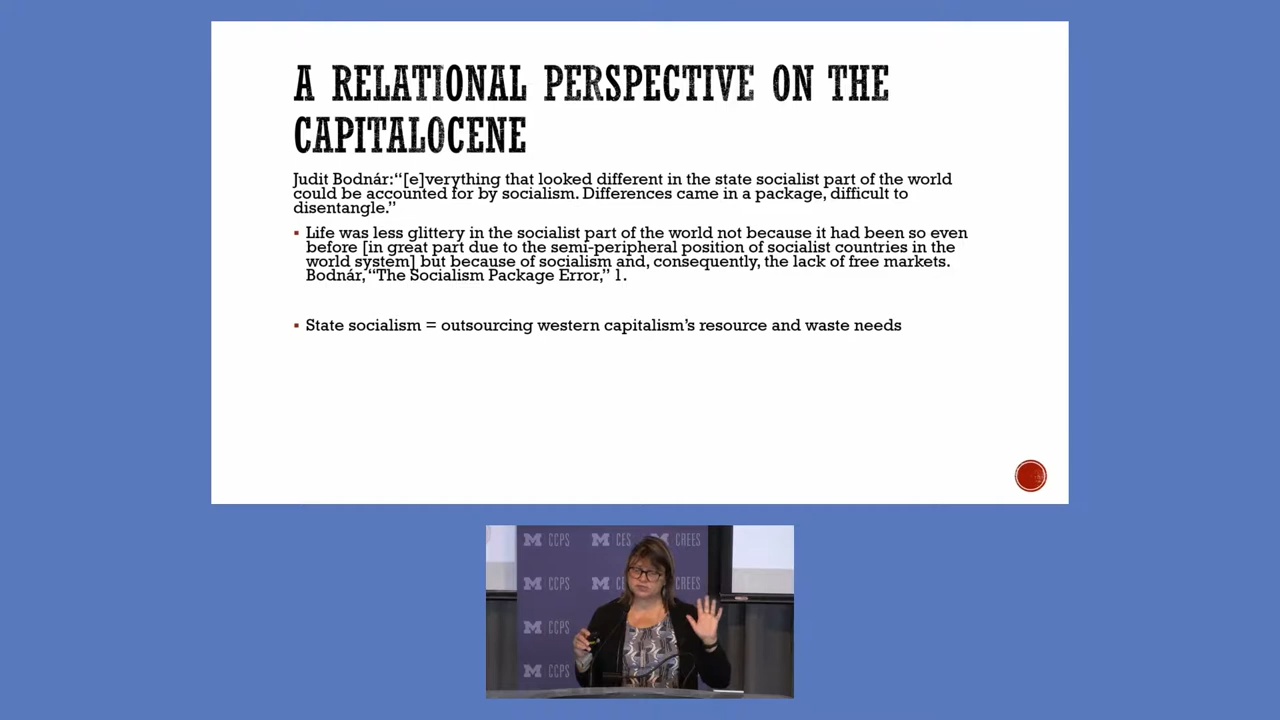 A RELATIONAL PERSPECTIVE ON THE
CAPITALOCENE
Judit Bodnár:“[e]verything that looked different in the state socialist part of the world
could be accounted for by socialism. Differences came in a package, difficult to
disentangle.”
▪ Life was less glittery in the socialist part of the world not because it had been so even
before [in great part due to the semi-peripheral position of socialist countries in the
world system] but because of socialism and, consequently, the lack of free markets.
Bodnár, “The Socialism Package Error,” 1.
▪ State socialism = outsourcing western capitalism’s resource and waste needs
M CCPS M CES M CREES
M CCPS M CREES
M CCPS
M CCPS